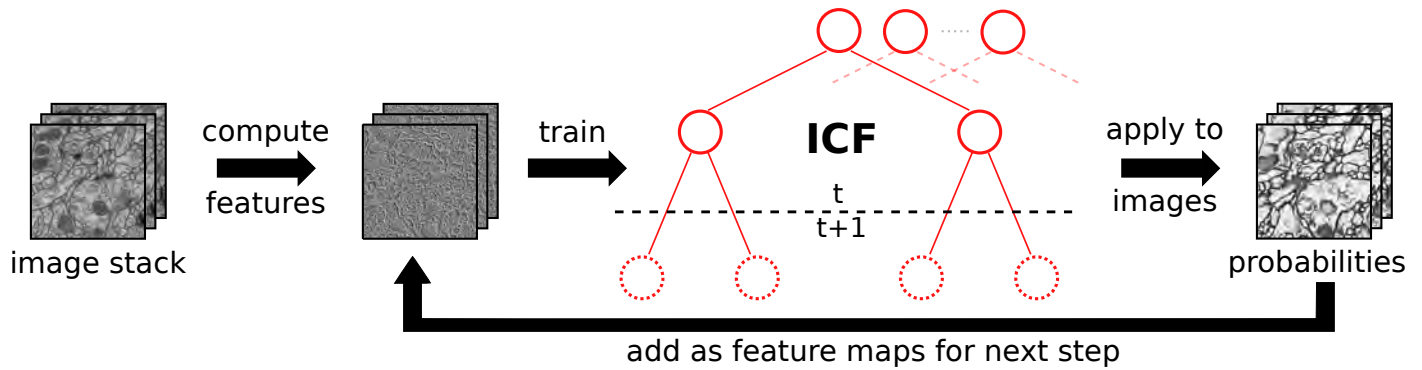 image stack
compute
features
train
ICF
t
t+1
apply to
images
probabilities
add as feature maps for next step